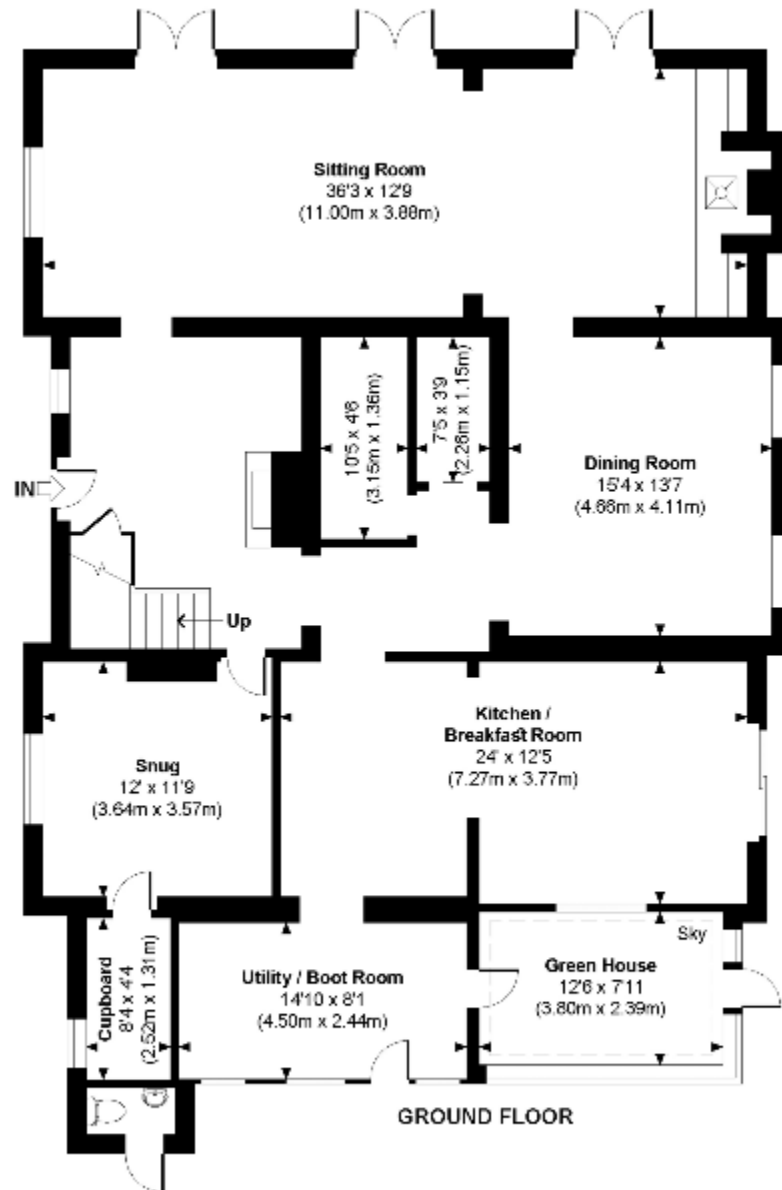 Sitting Room
36'3 x 12'9
(11.00m x 3.88m)
10'5 x 4'6
(3.15m x 1.36m)
7'5 x 3'9
(2.26m x 1.15m)
Dining Room
15'4 x 13'7
(4.66m x 4.11m)
IN
Up
Kitchen /
Breakfast Room
24' x 12'5
(7.27m x 3.77m)
Snug
12' x 11'9
(3.64m x 3.57m)
Cupboard
8'4 x 4'4
(2.52m x 1.31m)
Utility / Boot Room
14'10 x 8'1
(4.50m x 2.44m)
Sky
Green House
12'6 x 7'11
(3.80m x 2.39m)
GROUND FLOOR